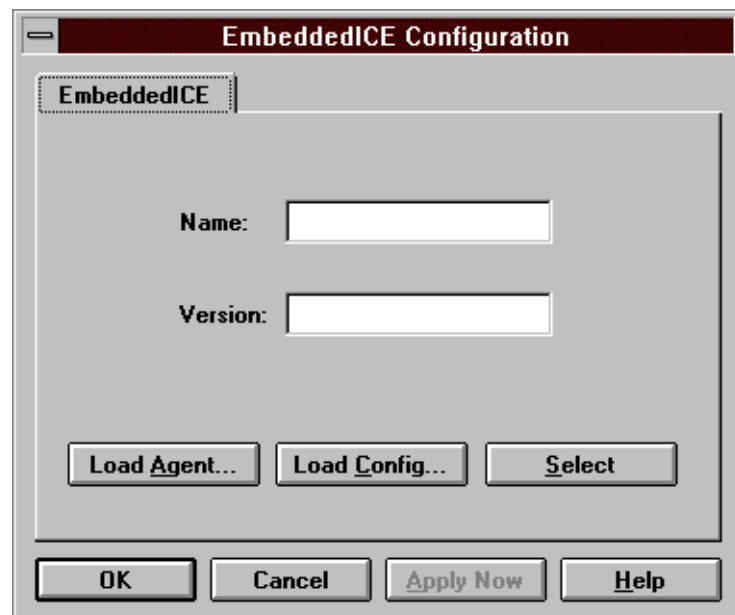 EmbeddedICE Configuration
EmbeddedICE
Name:
Version:
Load Agent... Load Config... Select
OK Cancel Apply Now Help